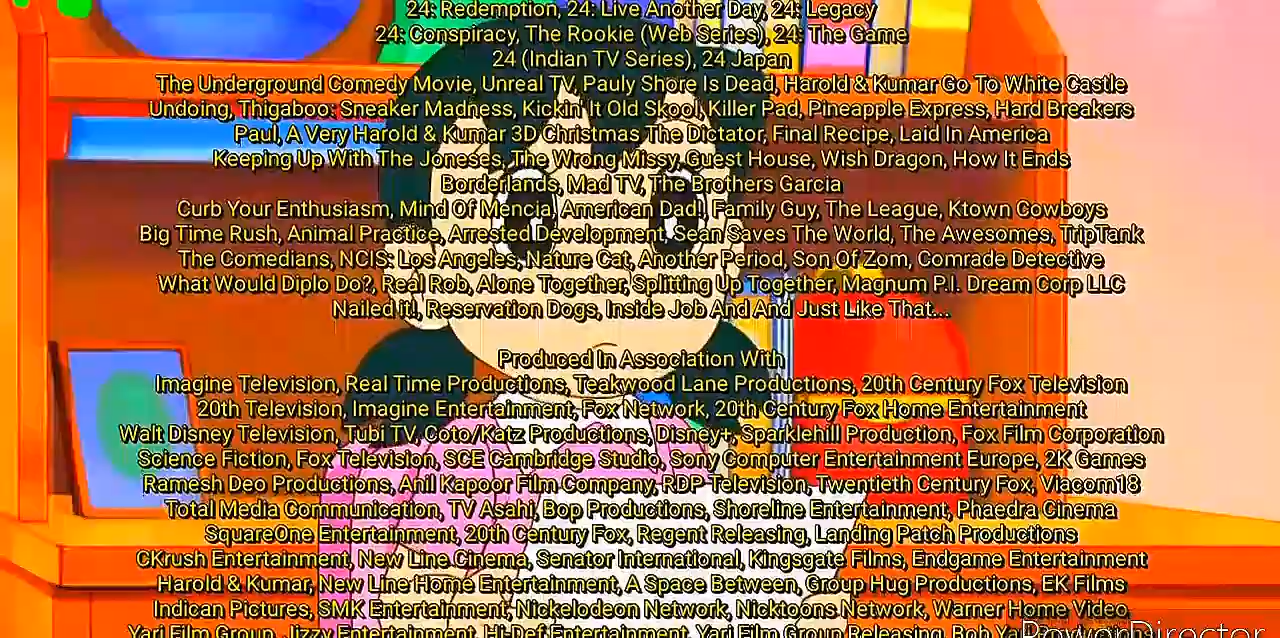 24: Redemption, 24: Live Another Day, 24: Legacy
24: Conspiracy, The Rookie (Web Series), 24: The Game
24 (Indian TV Series), 24 Japan
The Underground Comedy Movie, Unreal TV, Pauly Shore Is Dead, Harold & Kumar Go To White Castle
Undoing, Thigaboo: Sneaker Madness, Kickin' It Old Skool, Killer Pad, Pineapple Express, Hard Breakers
Paul, A Very Harold & Kumar 3D Christmas The Dictator, Final Recipe, Laid In America
Keeping Up With The Joneses, The Wrong Missy, Guest House, Wish Dragon, How It Ends
Borderlands, Mad TV, The Brothers Garcia
Curb Your Enthusiasm, Mind Of Mencia, American Dad!, Family Guy, The League, Ktown Cowboys
Big Time Rush, Animal Practice, Arrested Development, Sean Saves The World, The Awesomes, TripTank
The Comedians, NCIS: Los Angeles, Nature Cat, Another Period, Son Of Zom, Comrade Detective
What Would Diplo Do?, Real Rob, Alone Together, Splitting Up Together, Magnum P.I. Dream Corp LLC
Nailed it!, Reservation Dogs, Inside Job And And Just Like That...
Produced In Association With
Imagine Television, Real Time Productions, Teakwood Lane Productions, 20th Century Fox Television
20th Television, Imagine Entertainment, Fox Network, 20th Century Fox Home Entertainment
Walt Disney Television, Tubi TV, Coto/Katz Productions, Disney+, Sparklehill Production, Fox Film Corporation
Science Fiction, Fox Television, SCE Cambridge Studio, Sony Computer Entertainment Europe, 2K Games
Ramesh Deo Productions, Anil Kapoor Film Company, RDP Television, Twentieth Century Fox, Viacom18
Total Media Communication, TV Asahi, Bop Productions, Shoreline Entertainment, Phaedra Cinema
SquareOne Entertainment, 20th Century Fox, Regent Releasing, Landing Patch Productions
CKrush Entertainment, New Line Cinema, Senator International, Kingsgate Films, Endgame Entertainment
Harold & Kumar, New Line Home Entertainment, A Space Between, Group Hug Productions, EK Films
Indican Pictures, SMK Entertainment, Nickelodeon Network, Nicktoons Network, Warner Home Video
Yari Film Group, Jizzy Entertainment, Hi-Def Entertainment, Yari Film Group Releasing, Bob
PowerDirector